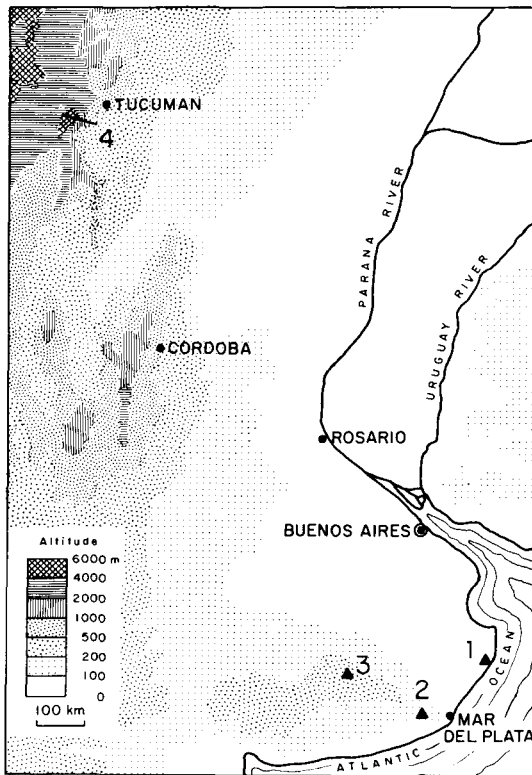 TUCUMAN
4
PARANA RIVER
URUGUAY RIVER
CORDOBA
ROSARIO
BUENOS AIRES
Altitude
6000 m
4000
2000
1000
500
200
100
0
100 km
1
3
2
MAR
DEL PLATA
ATLANTIC OCEAN